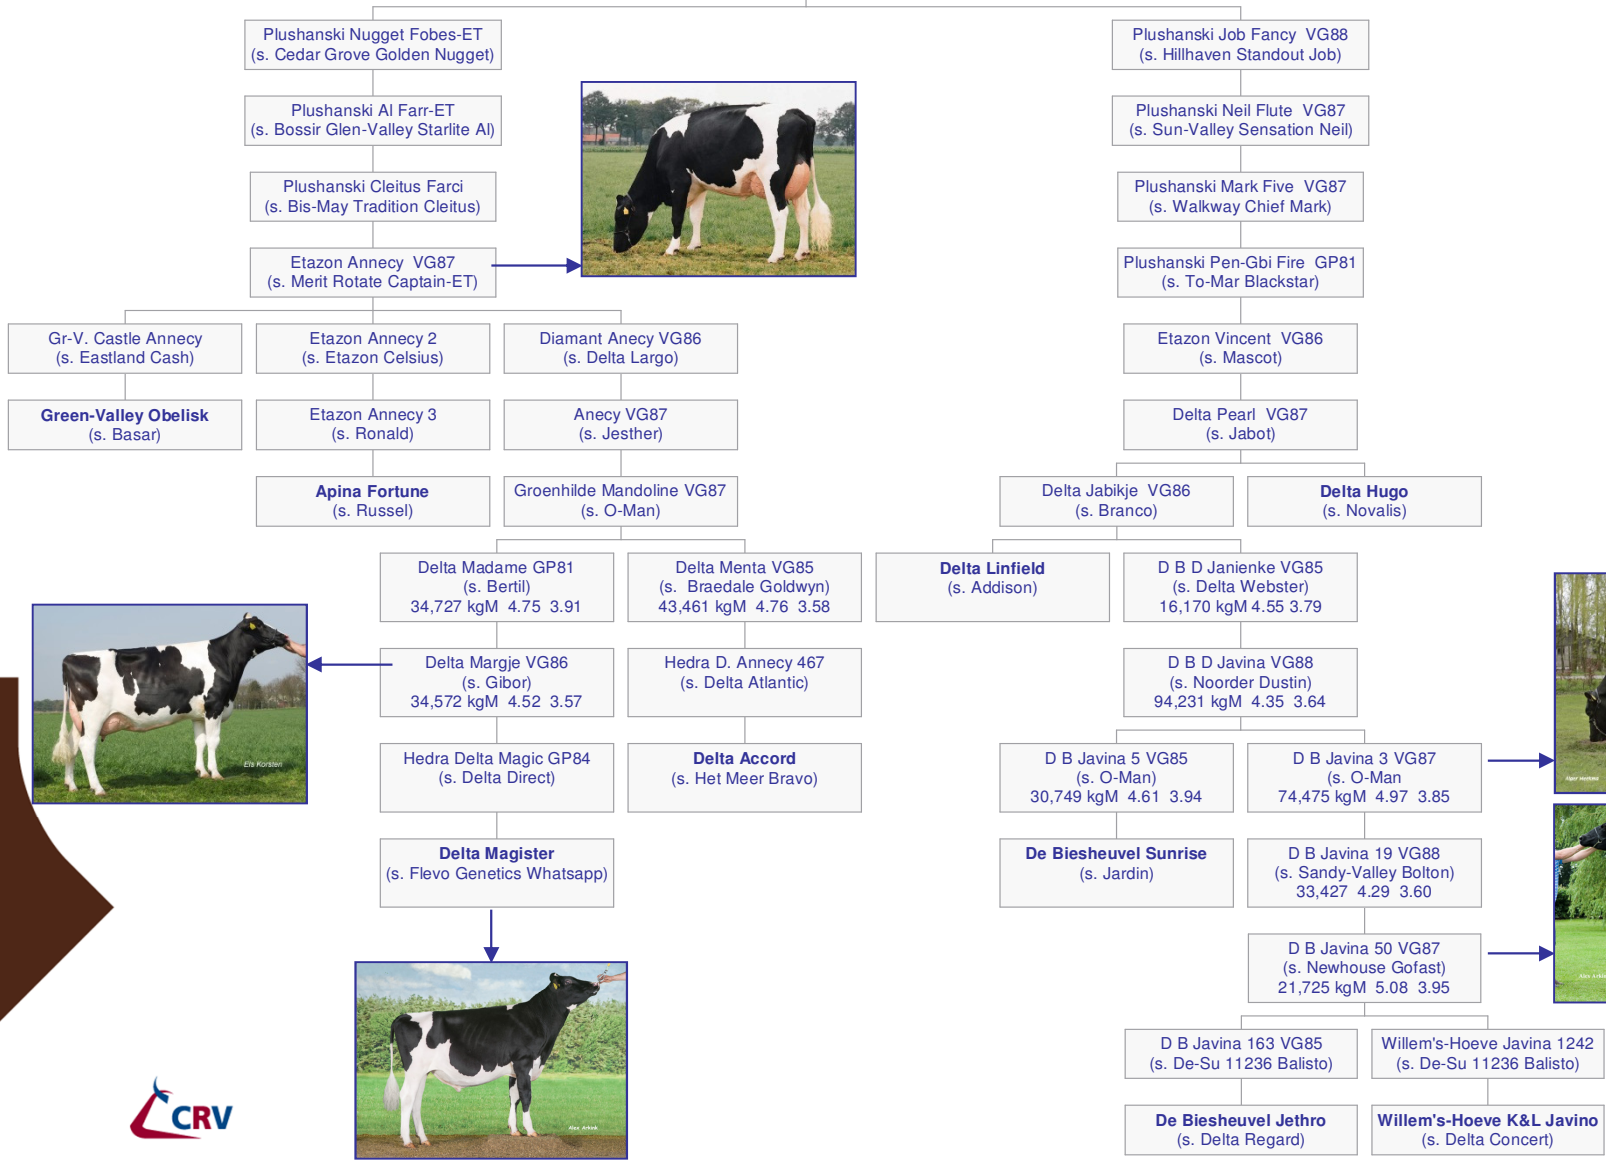 Plushanski Nugget Fobes-ET
(s. Cedar Grove Golden Nugget)
Plushanski Al Farr-ET
(s. Bossir Glen-Valley Starlite Al)
Plushanski Cleitus Farci
(s. Bis-May Tradition Cleitus)
Etazon Annecy VG87
(s. Merit Rotate Captain-ET)
Gr-V. Castle Annecy
(s. Eastland Cash)
Green-Valley Obelisk
(s. Basar)
Etazon Annecy 2
(s. Etazon Celsius)
Etazon Annecy 3
(s. Ronald)
Apina Fortune
(s. Russel)
Diamant Anecy VG86
(s. Delta Largo)
Anecy VG87
(s. Jesther)
Groenhilde Mandoline VG87
(s. O-Man)
Delta Madame GP81
(s. Bertil)
34,727 kgM 4.75 3.91
Delta Margje VG86
(s. Gibor)
34,572 kgM 4.52 3.57
Hedra Delta Magic GP84
(s. Delta Direct)
Delta Magister
(s. Flevo Genetics Whatsapp)
Delta Menta VG85
(s. Braedale Goldwyn)
43,461 kgM 4.76 3.58
Hedra D. Annecy 467
(s. Delta Atlantic)
Delta Accord
(s. Het Meer Bravo)
Plushanski Job Fancy VG88
(s. Hillhaven Standout Job)
Plushanski Neil Flute VG87
(s. Sun-Valley Sensation Neil)
Plushanski Mark Five VG87
(s. Walkway Chief Mark)
Plushanski Pen-Gbi Fire GP81
(s. To-Mar Blackstar)
Etazon Vincent VG86
(s. Mascot)
Delta Pearl VG87
(s. Jabot)
Delta Jabikje VG86
(s. Branco)
Delta Hugo
(s. Novalis)
Delta Linfield
(s. Addison)
D B D Janienke VG85
(s. Delta Webster)
16,170 kgM 4.55 3.79
D B D Javina VG88
(s. Noorder Dustin)
94,231 kgM 4.35 3.64
D B Javina 5 VG85
(s. O-Man)
30,749 kgM 4.61 3.94
De Biesheuvel Sunrise
(s. Jardin)
D B Javina 3 VG87
(s. O-Man
74,475 kgM 4.97 3.85
D B Javina 19 VG88
(s. Sandy-Valley Bolton)
33,427 4.29 3.60
D B Javina 50 VG87
(s. Newhouse Gofast)
21,725 kgM 5.08 3.95
D B Javina 163 VG85
(s. De-Su 11236 Balisto)
De Biesheuvel Jethro
(s. Delta Regard)
Willem's-Hoeve Javina 1242
(s. De-Su 11236 Balisto)
Willem's-Hoeve K&L Javino
(s. Delta Concert)
Els Korsten
Alex Arkink
CRV